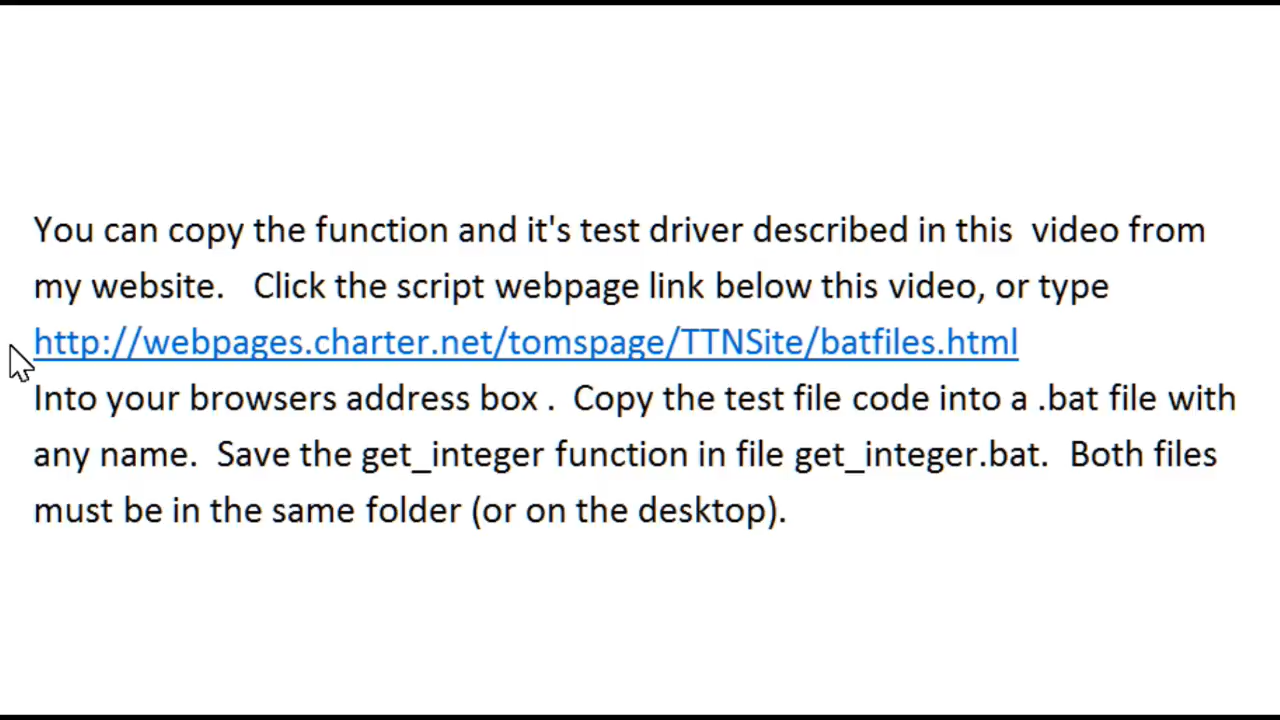 You can copy the function and it's test driver described in this  video from
my website.   Click the script webpage link below this video, or type
http://webpages.charter.net/tomspage/TTNSite/batfiles.html
Into your browsers address box .  Copy the test file code into a .bat file with
any name.  Save the get_integer function in file get_integer.bat.  Both files
must be in the same folder (or on the desktop).